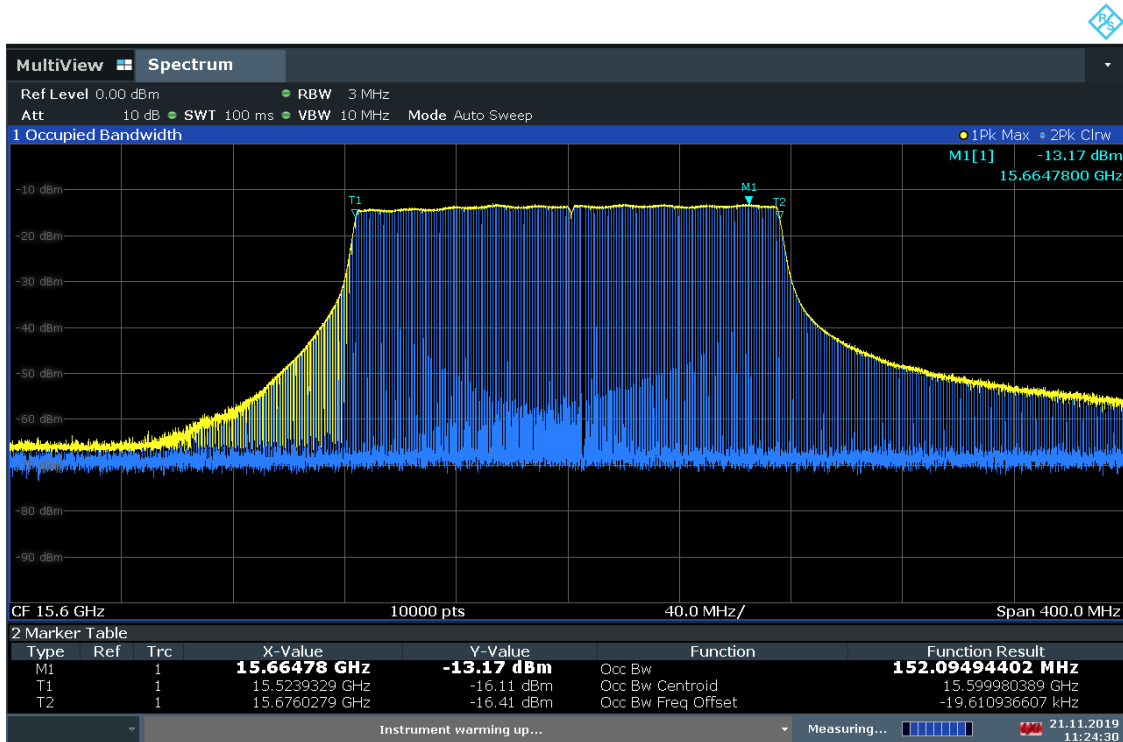 R S
MultiView Spectrum
Ref Level 0.00 dBm RBW 3 MHz
Att 10 dB SWT 100 ms VBW 10 MHz Mode Auto Sweep
1 Occupied Bandwidth 1Pk Max 2Pk Clrw
M1[1] -13.17 dBm
15.6647800 GHz
-10 dBm
M1
T1 T2
-20 dBm
-30 dBm
-40 dBm
-50 dBm
-60 dBm
-80 dBm
-90 dBm
CF 15.6 GHz 10000 pts 40.0 MHz/ Span 400.0 MHz
2 Marker Table
Type Ref Trc X-Value Y-Value Function Function Result
M1 1 15.66478 GHz -13.17 dBm Occ Bw 152.09494402 MHz
T1 1 15.5239329 GHz -16.11 dBm Occ Bw Centroid 15.599980389 GHz
T2 1 15.6760279 GHz -16.41 dBm Occ Bw Freq Offset -19.610936607 kHz
Instrument warming up... Measuring... 21.11.2019
11:24:30